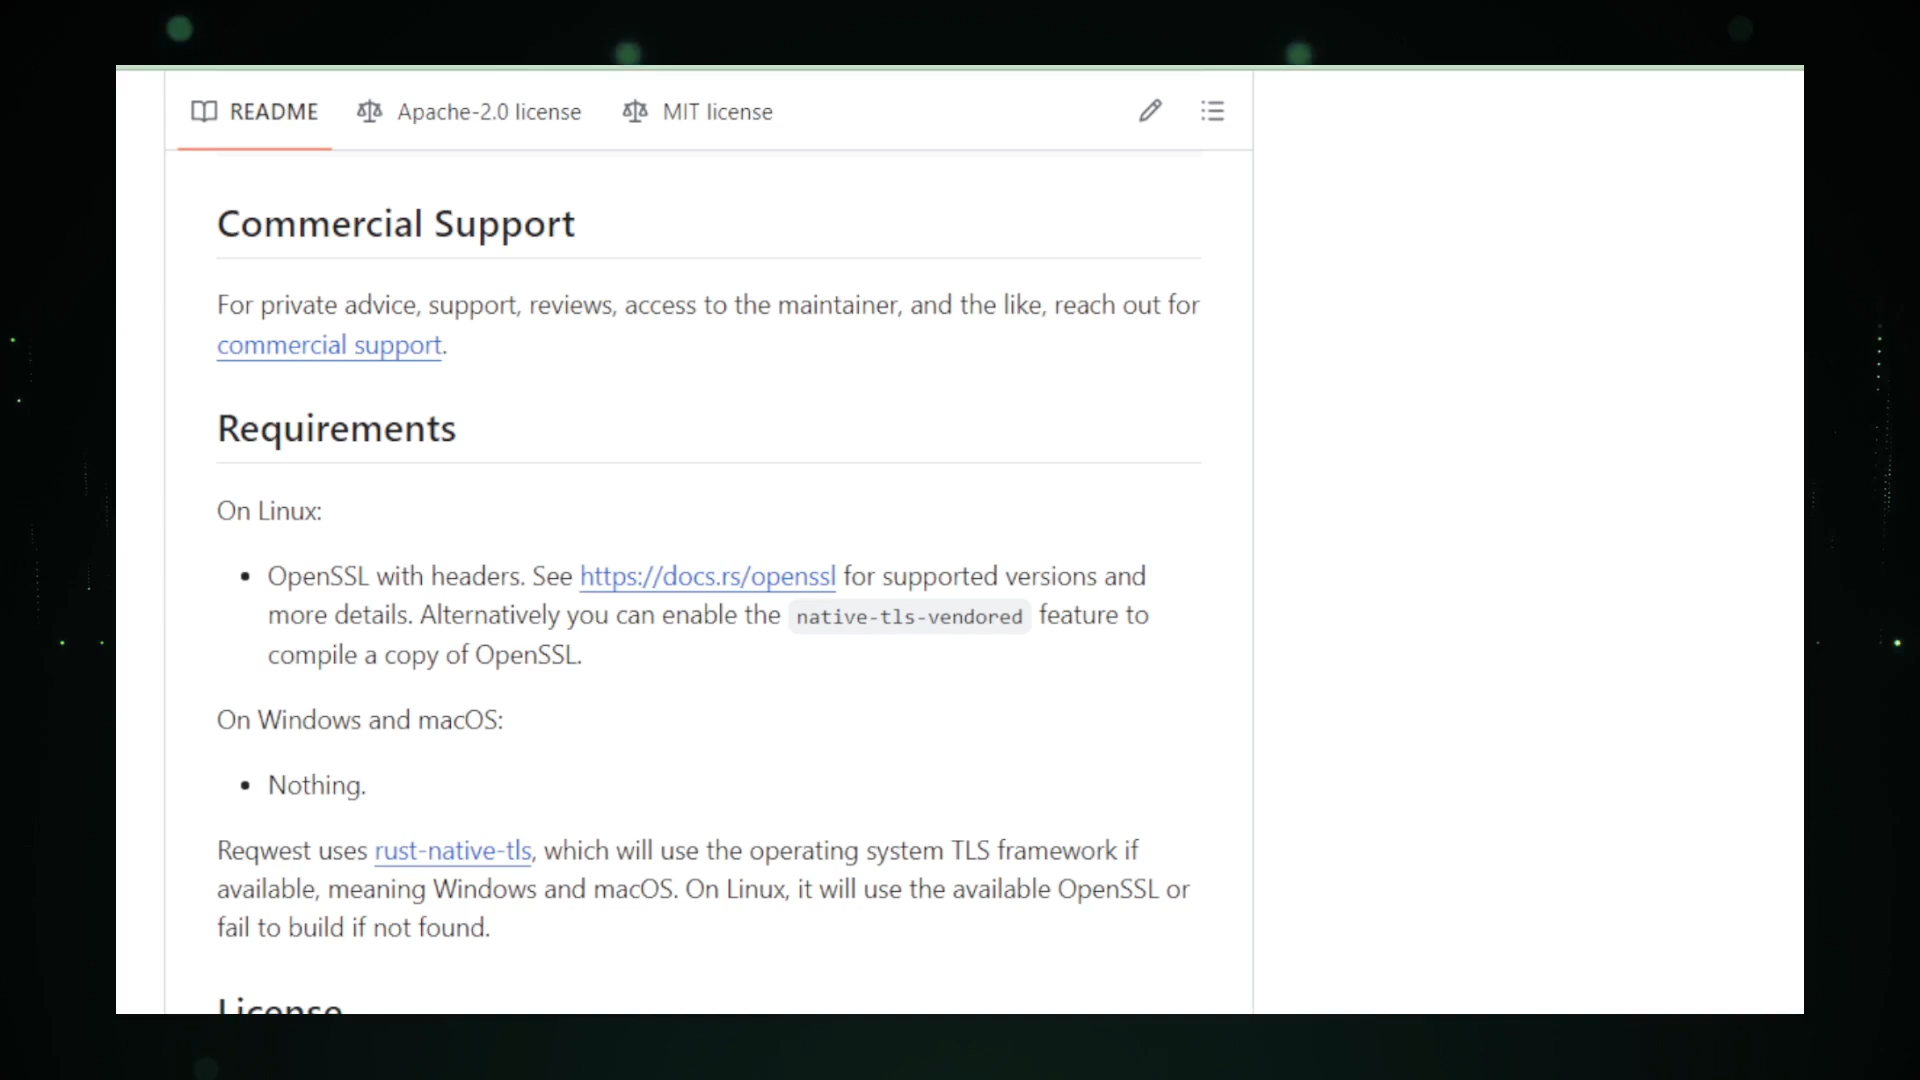 README Apache-2.0 license MIT license
Commercial Support
For private advice, support, reviews, access to the maintainer, and the like, reach out for
commercial support.
Requirements
On Linux:
• OpenSSL with headers. See https://docs.rs/openssl for supported versions and
more details. Alternatively you can enable the native-tls-vendored feature to
compile a copy of OpenSSL.
On Windows and macOS:
• Nothing.
Reqwest uses rust-native-tls, which will use the operating system TLS framework if
available, meaning Windows and macOS. On Linux, it will use the available OpenSSL or
fail to build if not found.
License